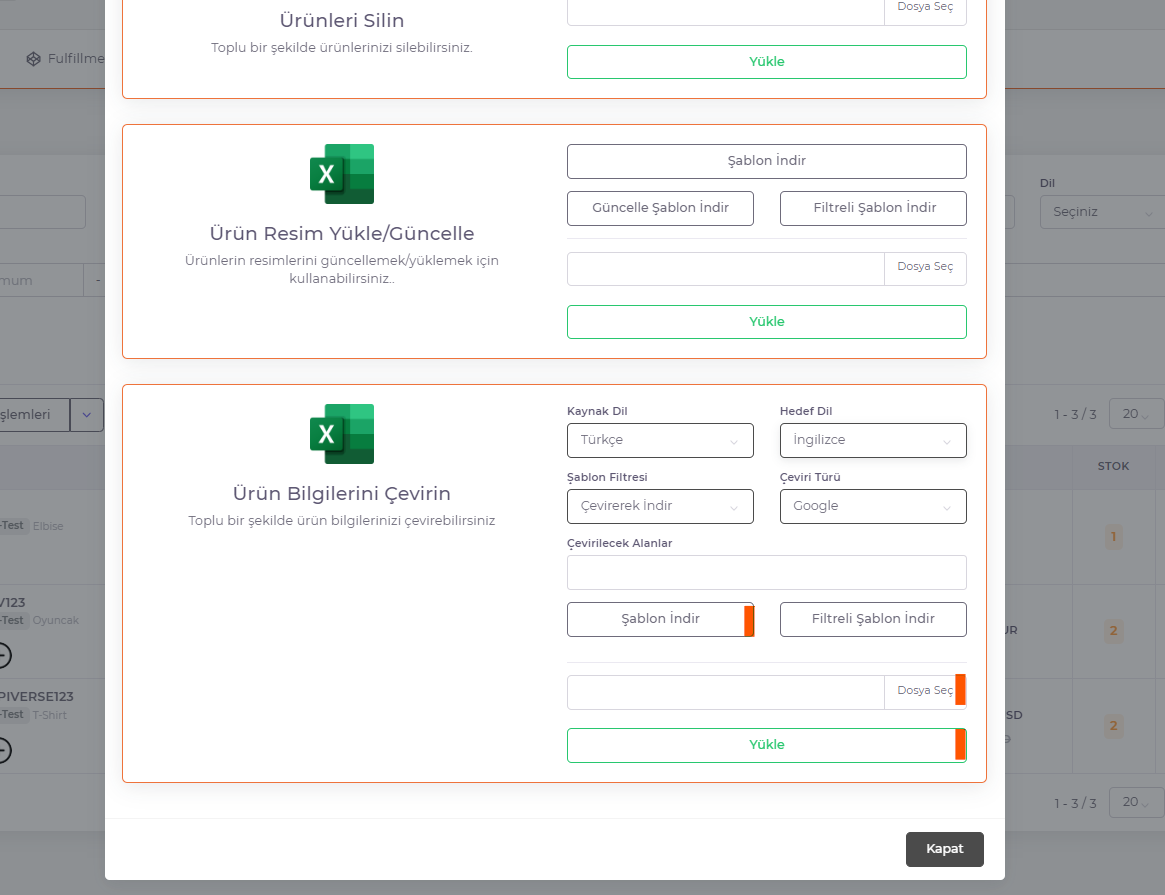 Ürünleri Silin
Toplu bir şekilde ürünlerinizi silebilirsiniz.
Dosya Seç
Yükle
Fulfillme
Ürün Resim Yükle/Güncelle
Ürünlerin resimlerini güncellemek/yüklemek için
kullanabilirsiniz..
Şablon İndir
Güncelle Şablon İndir
Filtreli Şablon İndir
Dosya Seç
Yükle
Dil
Seçiniz
mum
-
şlemleri
1 - 3 / 3
20
Ürün Bilgilerini Çevirin
Toplu bir şekilde ürün bilgilerinizi çevirebilirsiniz
Kaynak Dil
Hedef Dil
Türkçe
İngilizce
Şablon Filtresi
Çeviri Türü
Çevirerek İndir
Google
Çevirilecek Alanlar
Şablon İndir
Filtreli Şablon İndir
Dosya Seç
Yükle
STOK
-Test Elbise
1
V123
-Test Oyuncak
UR
2
PIVERSE123
-Test T-Shirt
SD
2
1 - 3 / 3
20
Kapat